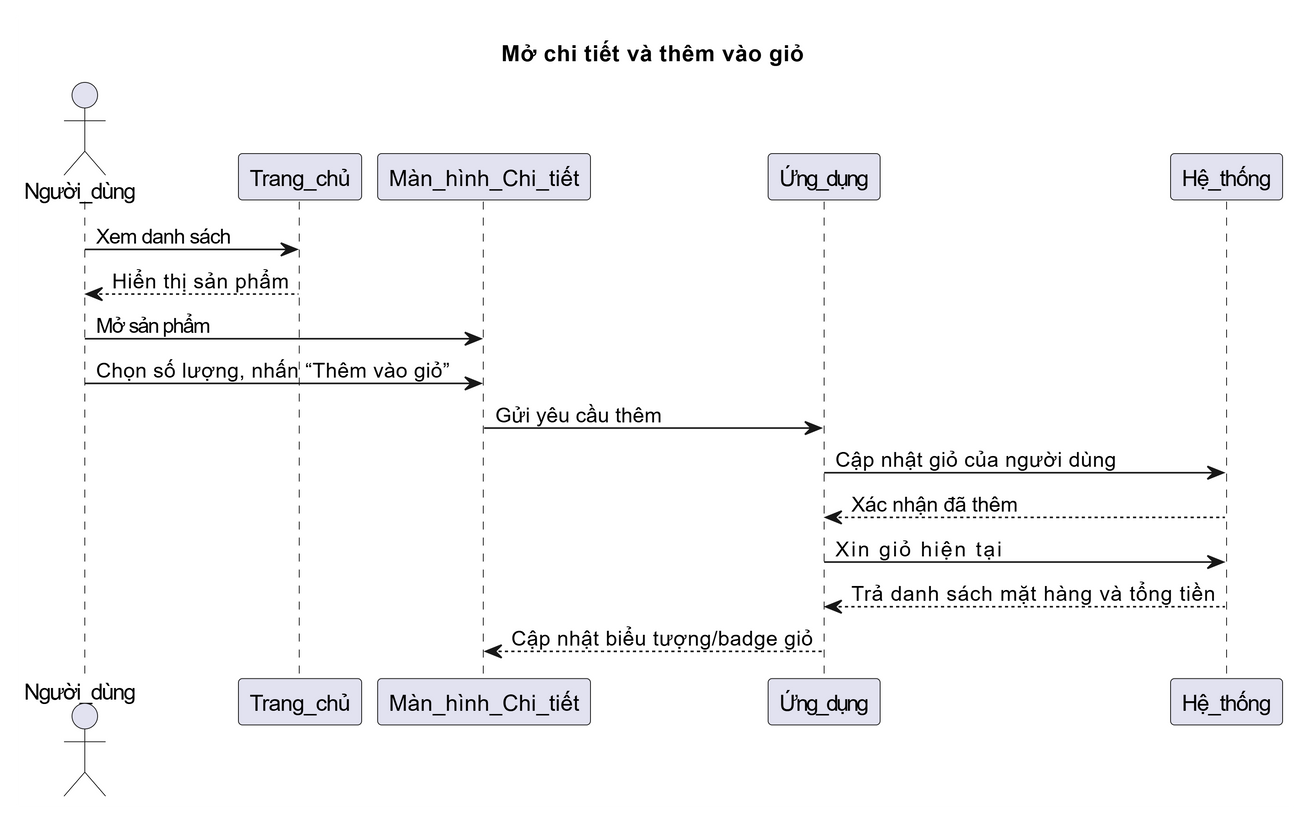 Mở chi tiết và thêm vào giỏ
Người_dùng
Trang_chủ
Màn_hình_Chi_tiết
Ứng_dụng
Hệ_thống
Xem danh sách
Hiển thị sản phẩm
Mở sản phẩm
Chọn số lượng, nhấn “Thêm vào giỏ”
Gửi yêu cầu thêm
Cập nhật giỏ của người dùng
Xác nhận đã thêm
Xin giỏ hiện tại
Trả danh sách mặt hàng và tổng tiền
Cập nhật biểu tượng/badge giỏ
Người_dùng
Trang_chủ
Màn_hình_Chi_tiết
Ứng_dụng
Hệ_thống